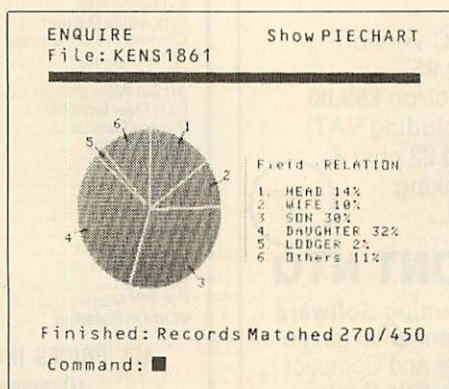 ENQUIRE Show PIECHART
File: KENS1861
6
1
5
2
4
3
Field - RELATION
1. HEAD 14%
2 WIFE 10%
3 SON 30%
4. DAUGHTER 32%
5 LODGER 2%
6 Others 11%
Finished: Records Matched 270/450
Command: